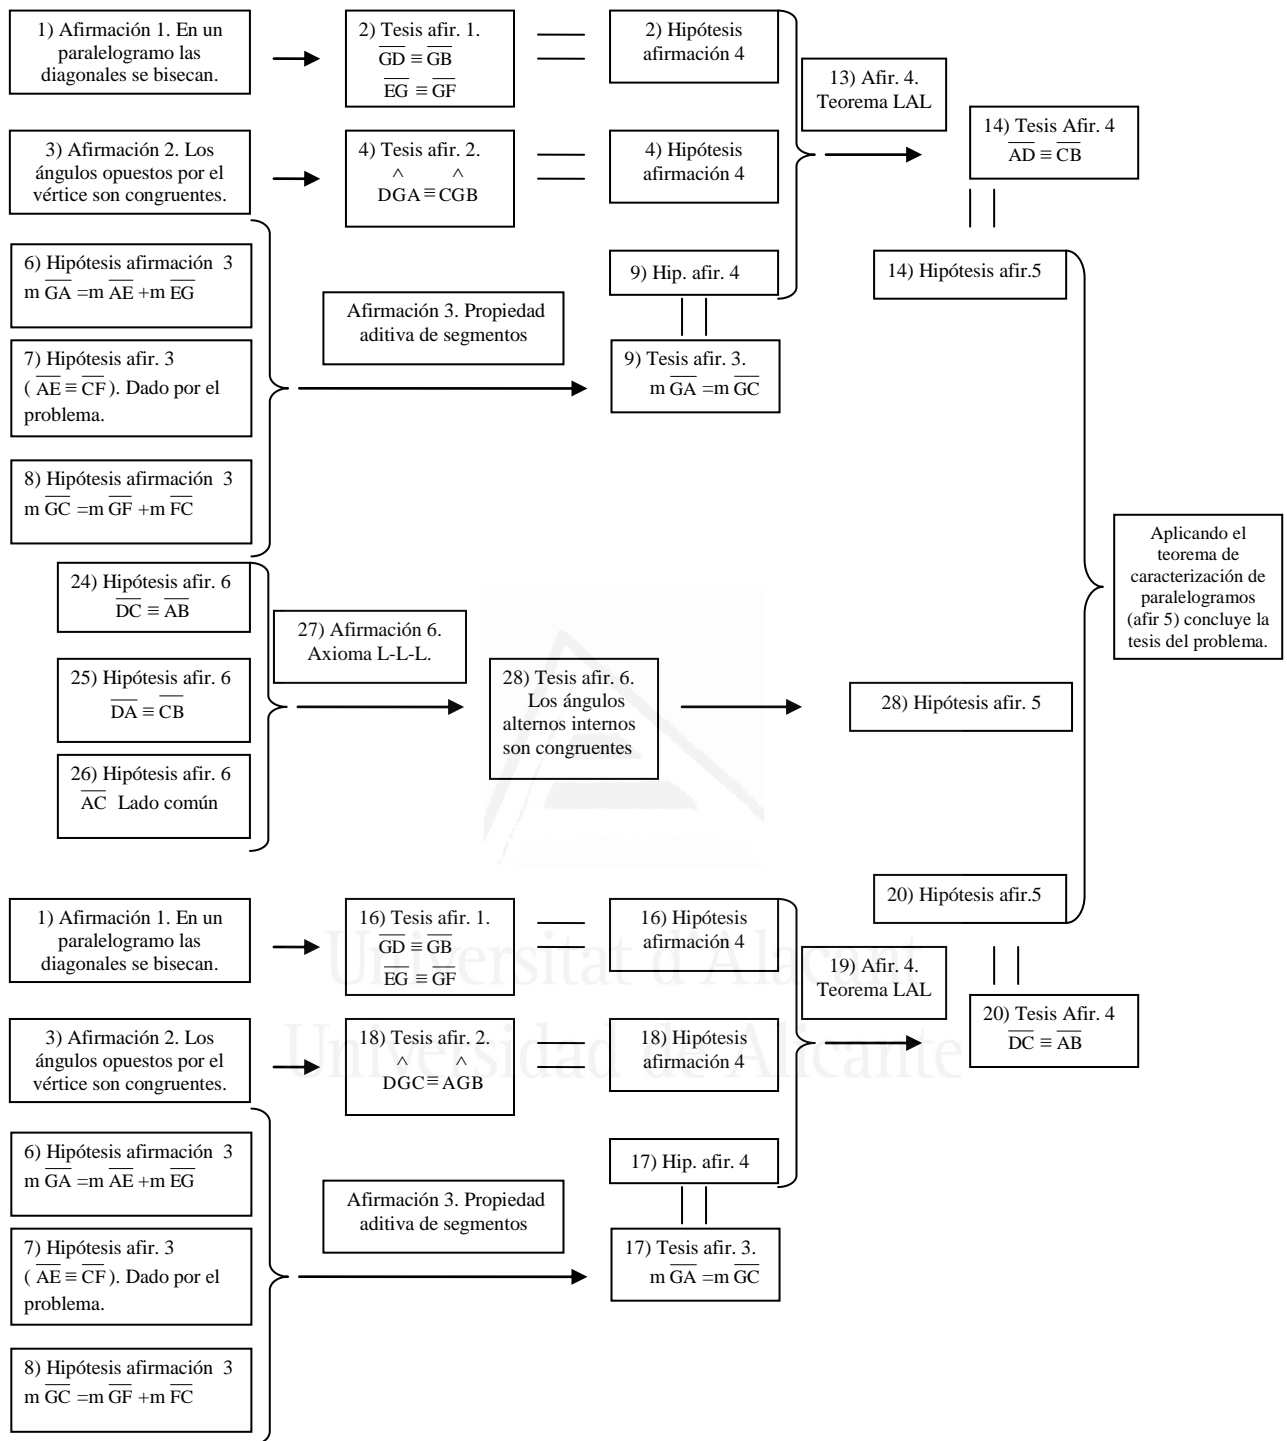 1) Afirmación 1. En un
paralelogramo las
diagonales se bisecan.
2) Tesis afir. 1.
GD ≡ GB
EG ≡ GF
2) Hipótesis
afirmación 4
13) Afir. 4.
Teorema LAL
14) Tesis Afir. 4
AD ≡ CB
3) Afirmación 2. Los
ángulos opuestos por el
vértice son congruentes.
4) Tesis afir. 2.
^ ^
DGA ≡ CGB
4) Hipótesis
afirmación 4
6) Hipótesis afirmación 3
m GA =m AE +m EG
9) Hip. afir. 4
14) Hipótesis afir.5
Afirmación 3. Propiedad
aditiva de segmentos
7) Hipótesis afir. 3
( AE ≡ CF ). Dado por el
problema.
9) Tesis afir. 3.
m GA =m GC
8) Hipótesis afirmación 3
m GC =m GF +m FC
Aplicando el
teorema de
caracterización de
paralelogramos
(afir 5) concluye la
tesis del problema.
24) Hipótesis afir. 6
DC ≡ AB
27) Afirmación 6.
Axioma L-L-L.
25) Hipótesis afir. 6
DA ≡ CB
28) Tesis afir. 6.
Los ángulos
alternos internos
son congruentes
28) Hipótesis afir. 5
26) Hipótesis afir. 6
AC Lado común
20) Hipótesis afir.5
1) Afirmación 1. En un
paralelogramo las
diagonales se bisecan.
16) Tesis afir. 1.
GD ≡ GB
EG ≡ GF
16) Hipótesis
afirmación 4
19) Afir. 4.
Teorema LAL
20) Tesis Afir. 4
DC ≡ AB
Universitat d'Alacant
Universidad de Alicante
3) Afirmación 2. Los
ángulos opuestos por el
vértice son congruentes.
18) Tesis afir. 2.
^ ^
DGC ≡ AGB
18) Hipótesis
afirmación 4
6) Hipótesis afirmación 3
m GA =m AE +m EG
17) Hip. afir. 4
Afirmación 3. Propiedad
aditiva de segmentos
7) Hipótesis afir. 3
( AE ≡ CF ). Dado por el
problema.
17) Tesis afir. 3.
m GA =m GC
8) Hipótesis afirmación 3
m GC =m GF +m FC